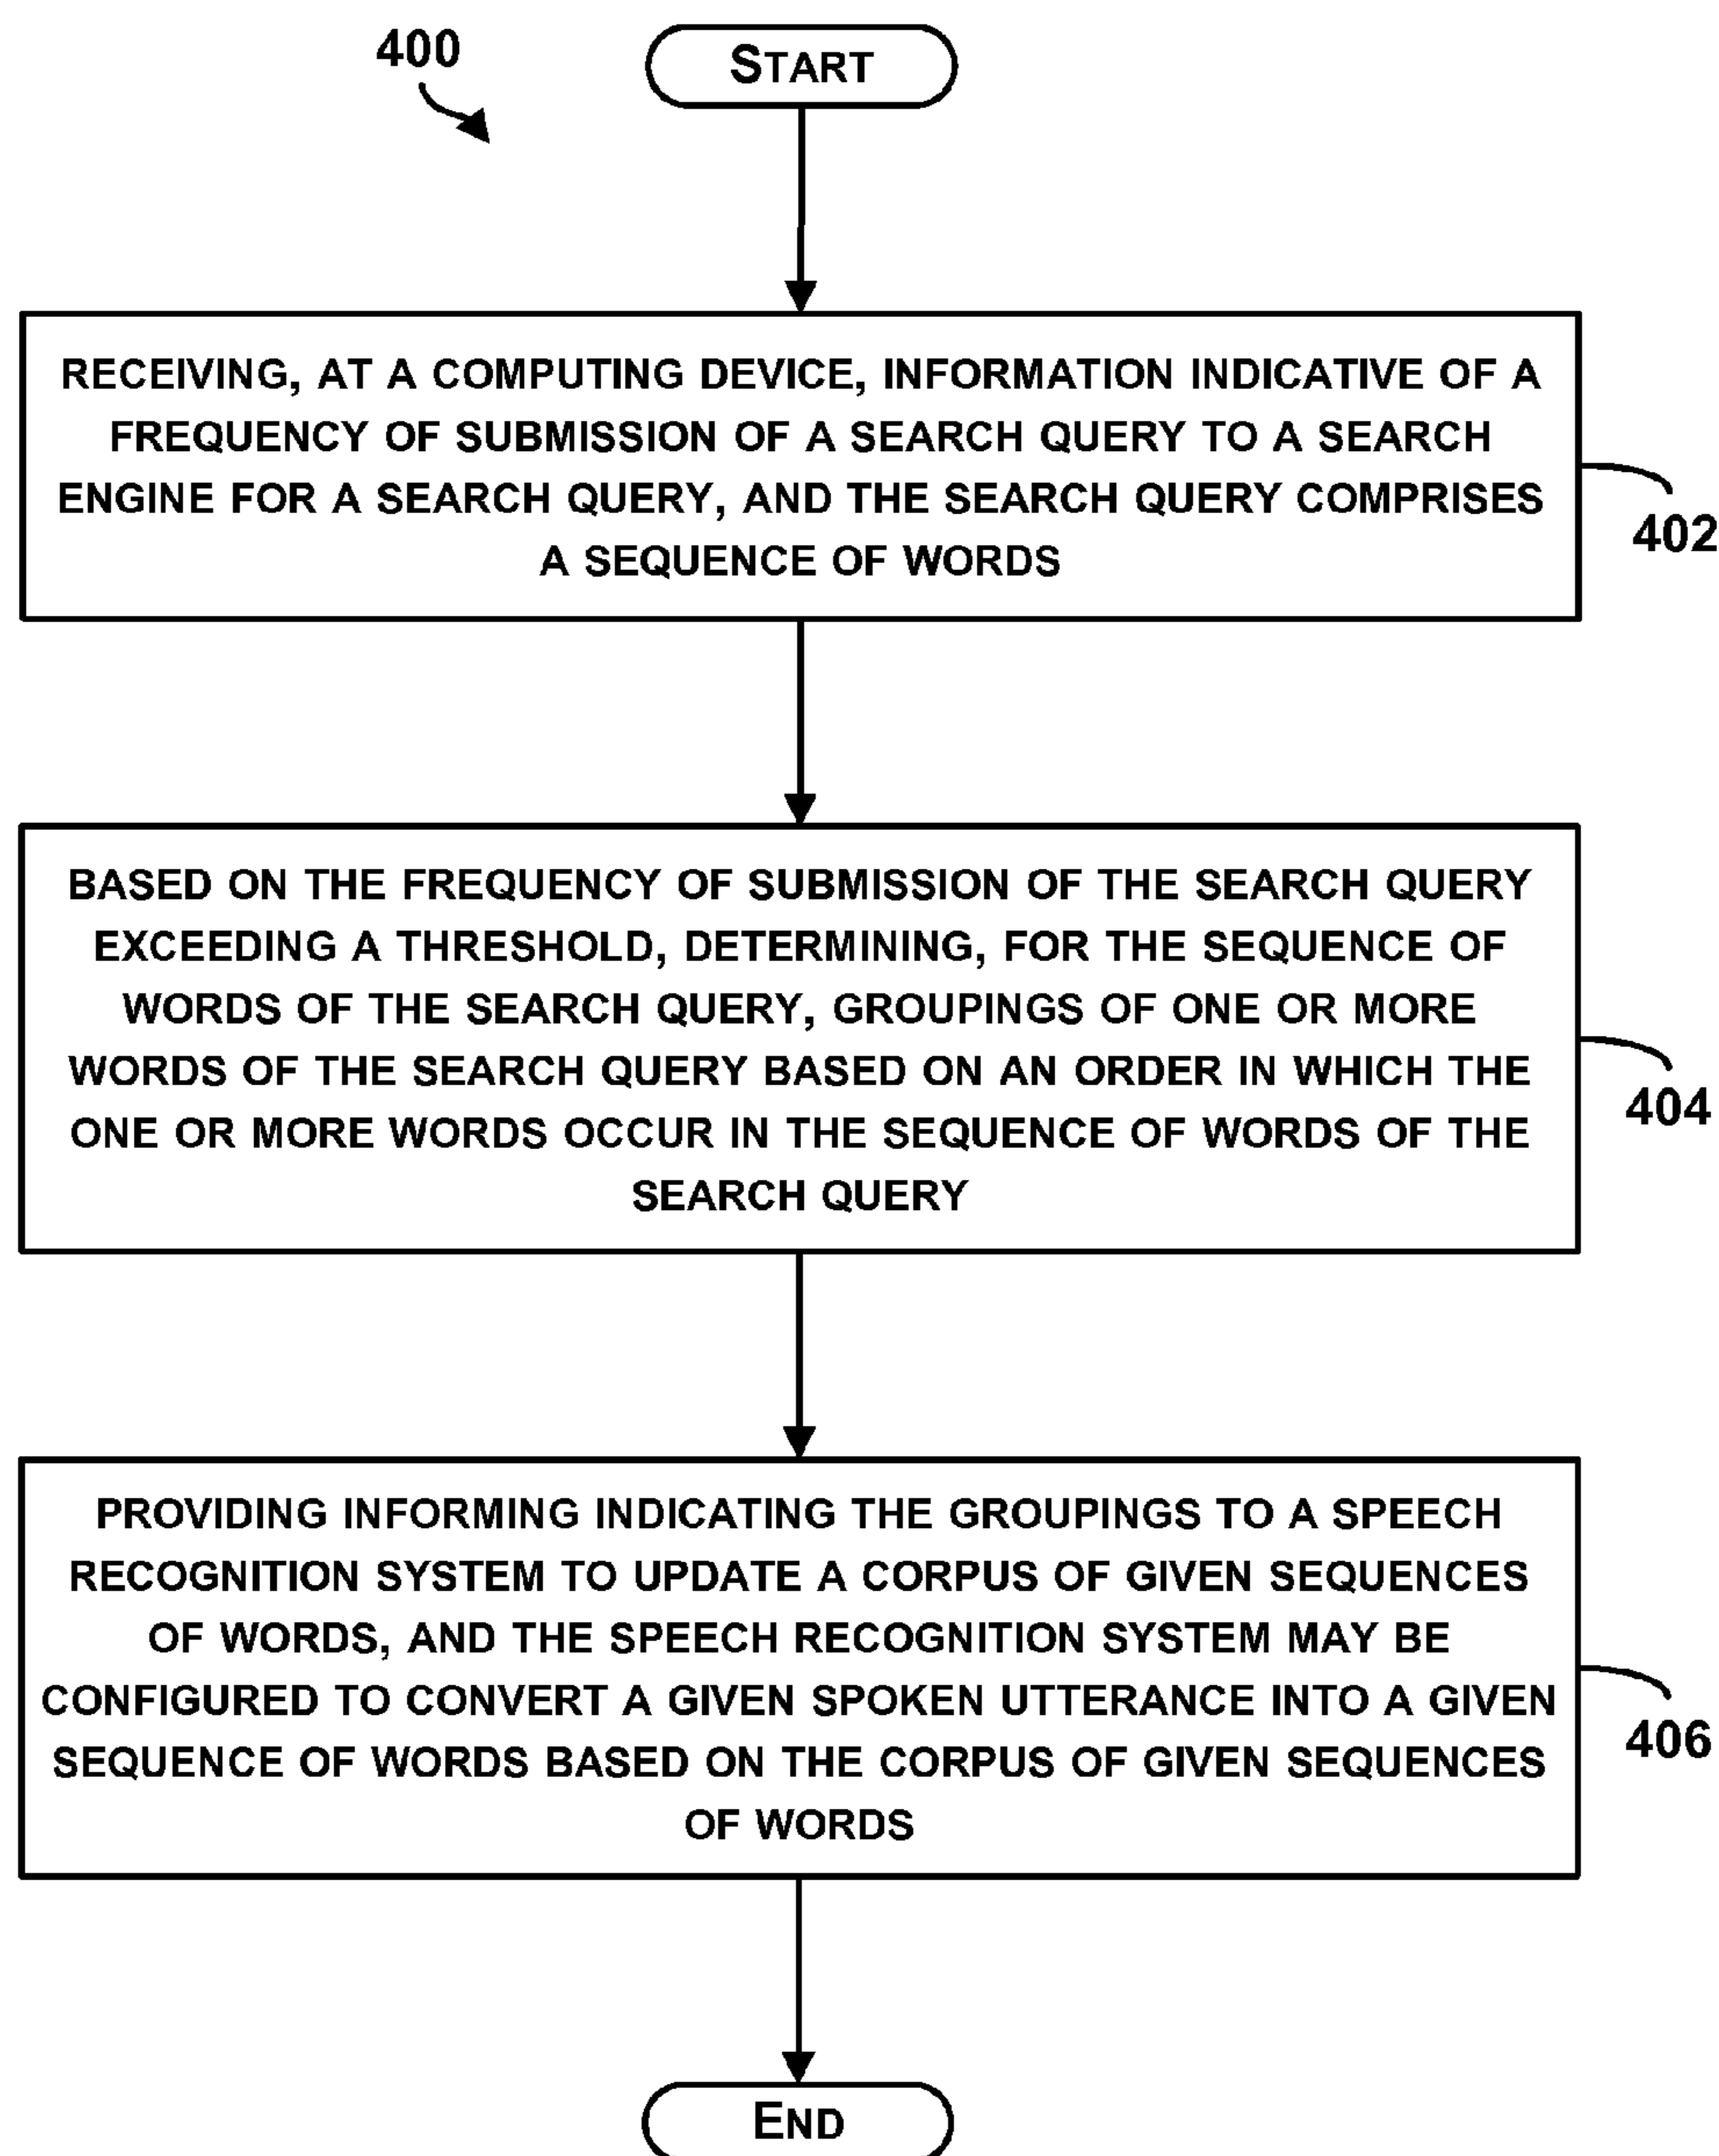 400
START
RECEIVING, AT A COMPUTING DEVICE, INFORMATION INDICATIVE OF A
FREQUENCY OF SUBMISSION OF A SEARCH QUERY TO A SEARCH
ENGINE FOR A SEARCH QUERY, AND THE SEARCH QUERY COMPRISES
A SEQUENCE OF WORDS
402
BASED ON THE FREQUENCY OF SUBMISSION OF THE SEARCH QUERY
EXCEEDING A THRESHOLD, DETERMINING, FOR THE SEQUENCE OF
WORDS OF THE SEARCH QUERY, GROUPINGS OF ONE OR MORE
WORDS OF THE SEARCH QUERY BASED ON AN ORDER IN WHICH THE
ONE OR MORE WORDS OCCUR IN THE SEQUENCE OF WORDS OF THE
SEARCH QUERY
404
PROVIDING INFORMING INDICATING THE GROUPINGS TO A SPEECH
RECOGNITION SYSTEM TO UPDATE A CORPUS OF GIVEN SEQUENCES
OF WORDS, AND THE SPEECH RECOGNITION SYSTEM MAY BE
CONFIGURED TO CONVERT A GIVEN SPOKEN UTTERANCE INTO A GIVEN
SEQUENCE OF WORDS BASED ON THE CORPUS OF GIVEN SEQUENCES
OF WORDS
406
END